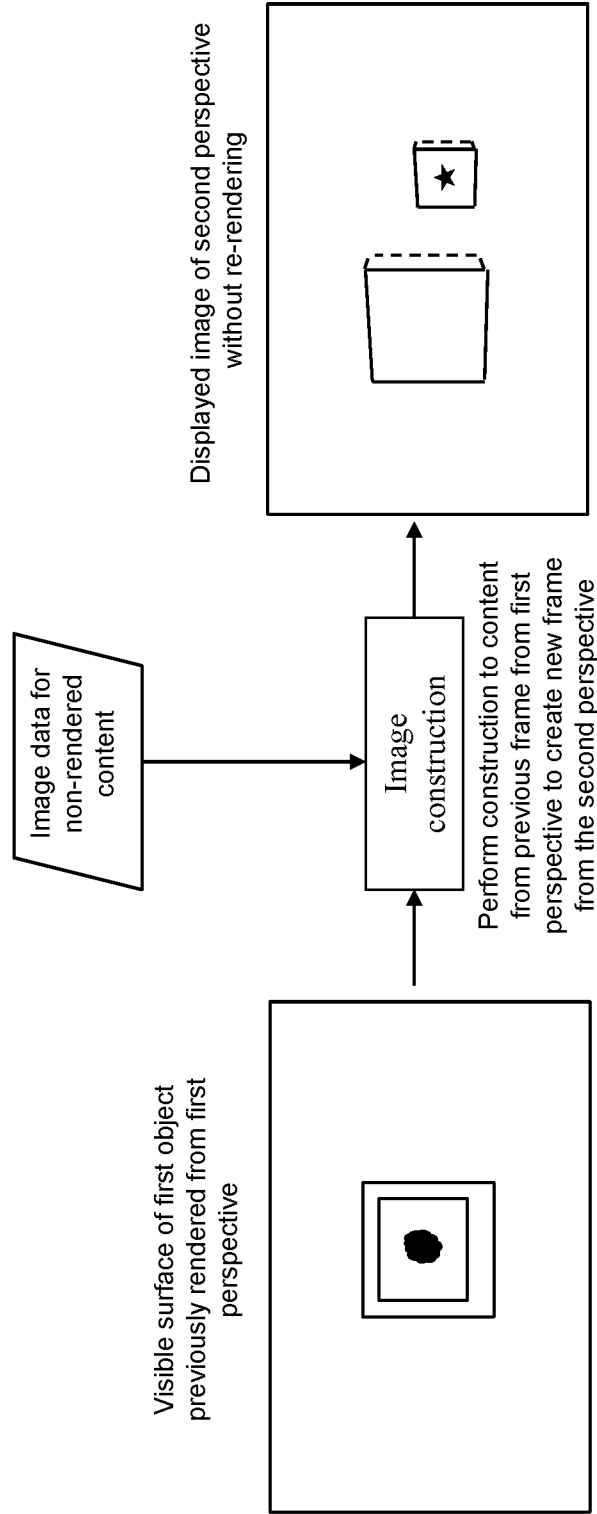 Visible surface of first object
previously rendered from first
perspective
Image data for
non-rendered
content
Image
construction
Perform construction to content
from previous frame from first
perspective to create new frame
from the second perspective
Displayed image of second perspective
without re-rendering